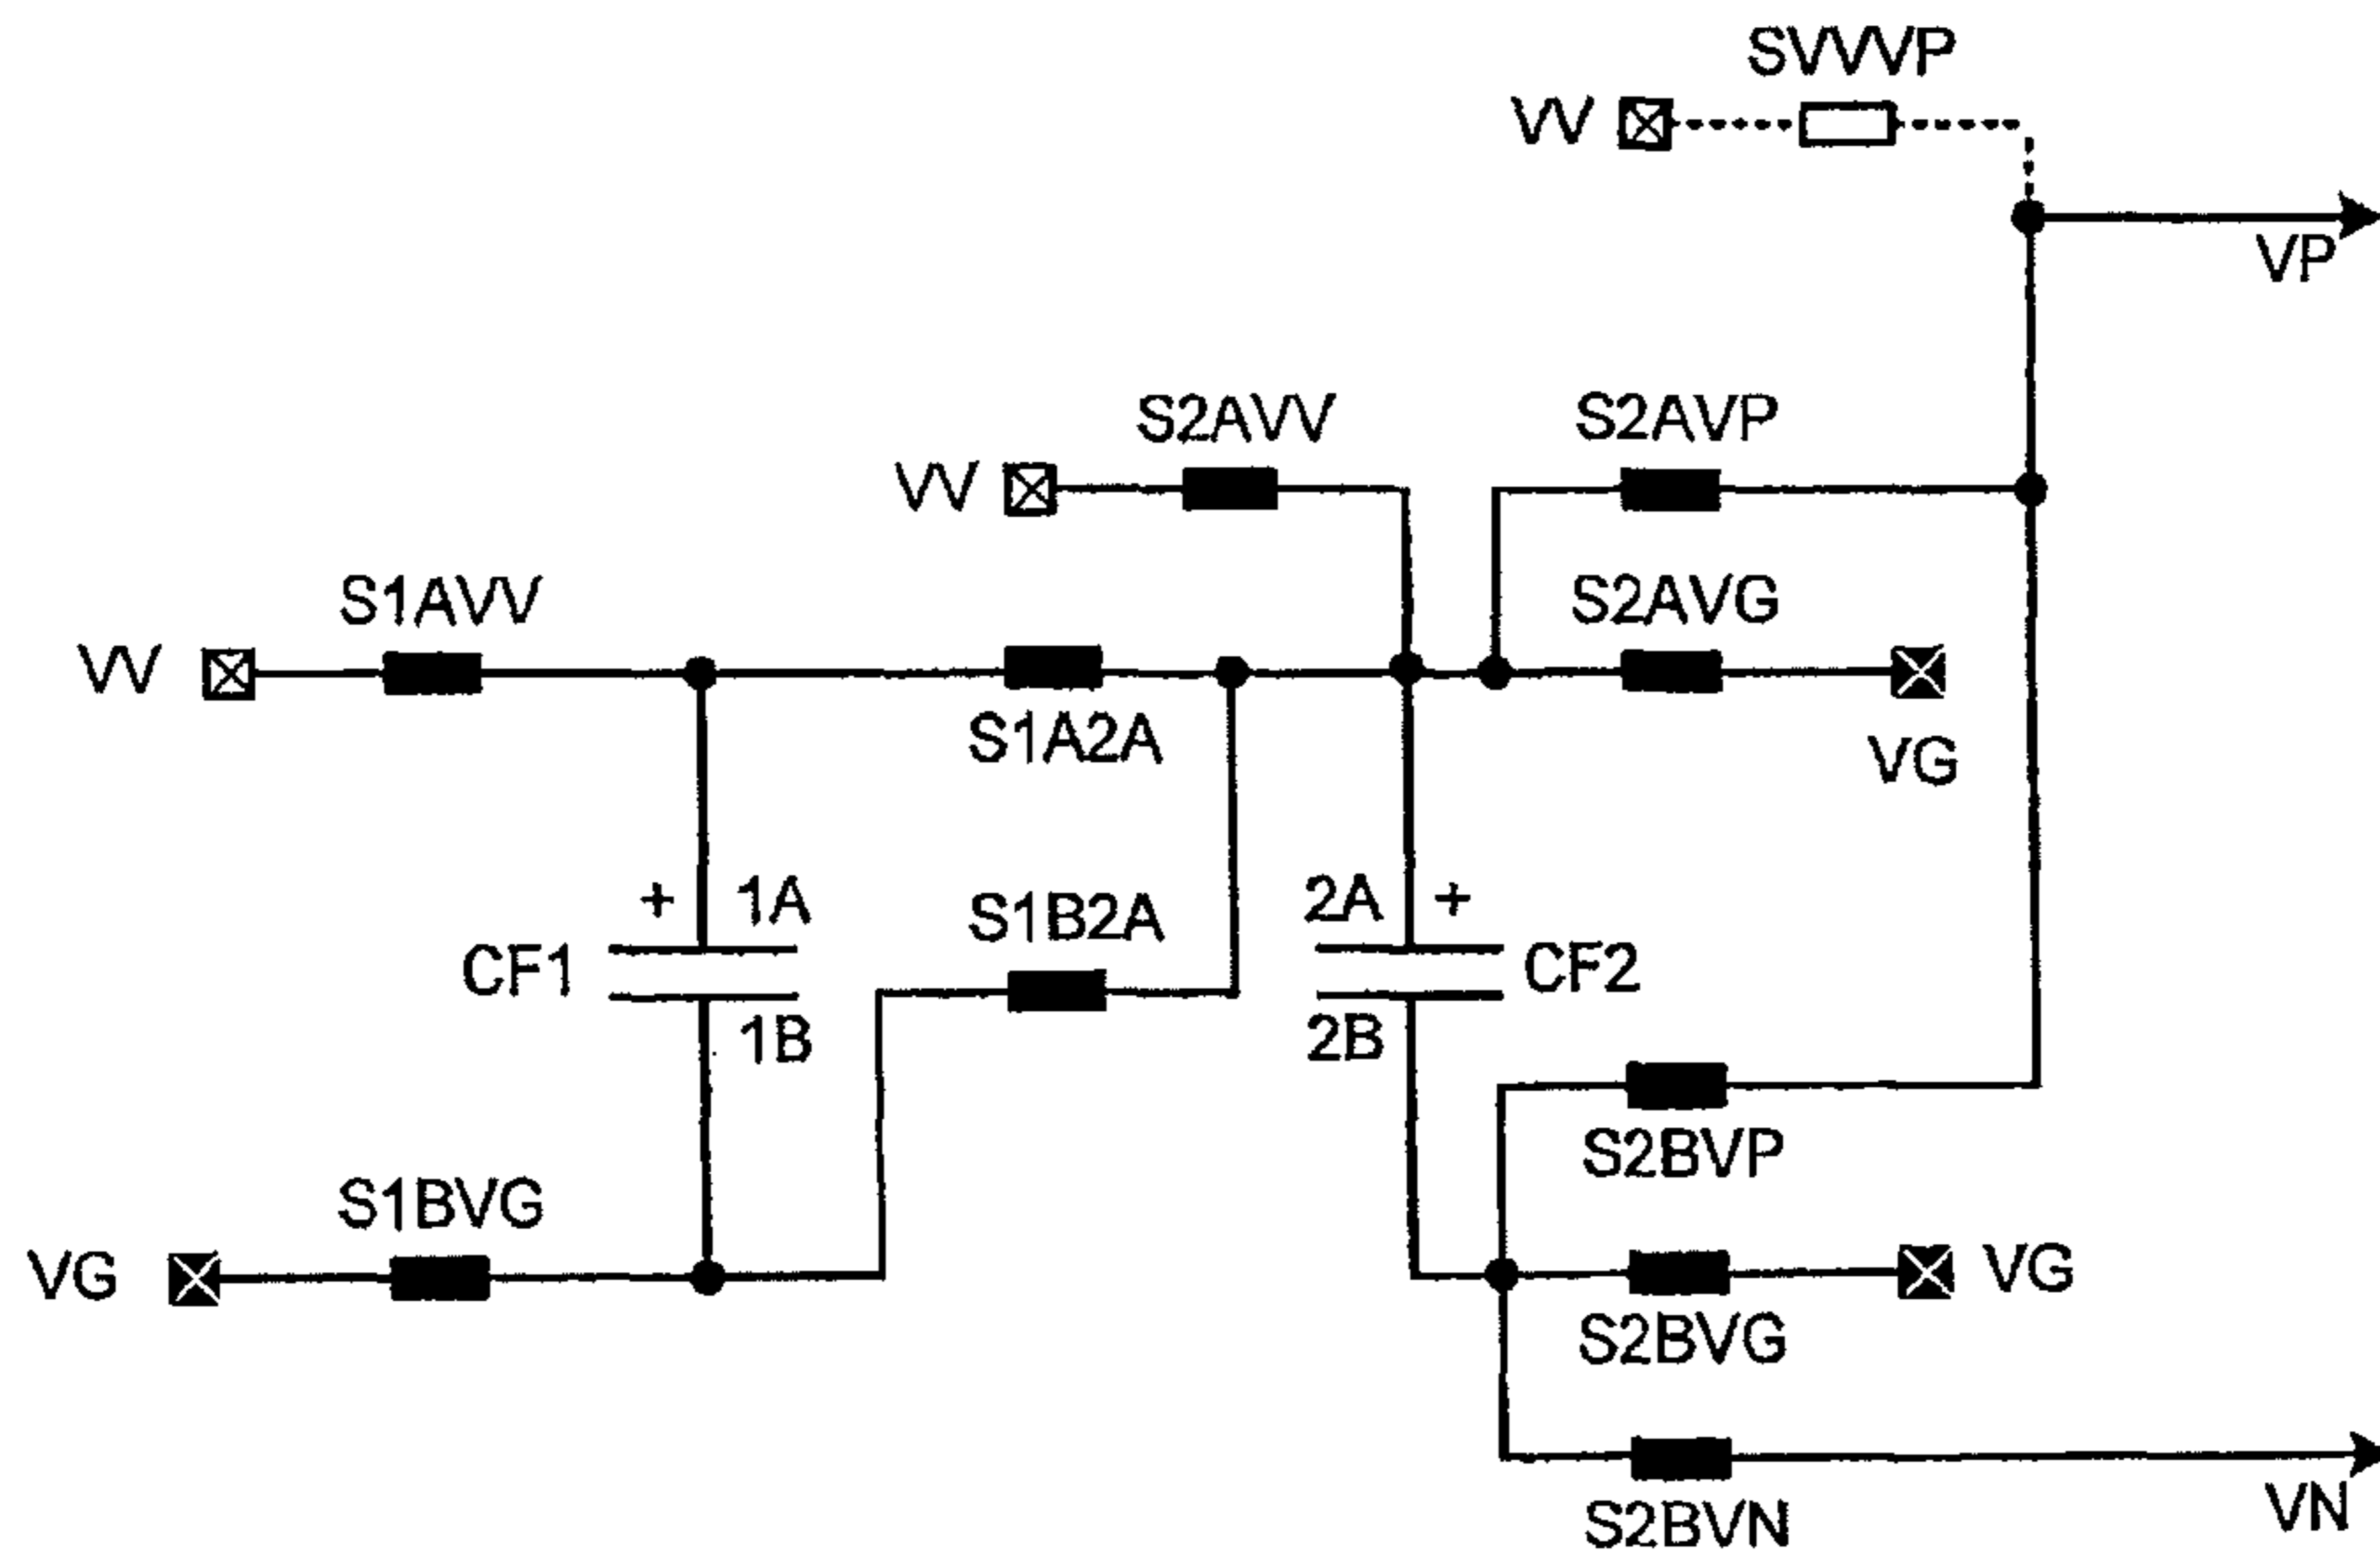 SVVVP
VV
VP
S2AVV
S2AVP
VV
S1AVV
S2AVG
VV
S1A2A
VG
+ 1A
S1B2A
2A +
CF1
CF2
1B
2B
S2BVP
S1BVG
VG
VG
S2BVG
VN
S2BVN